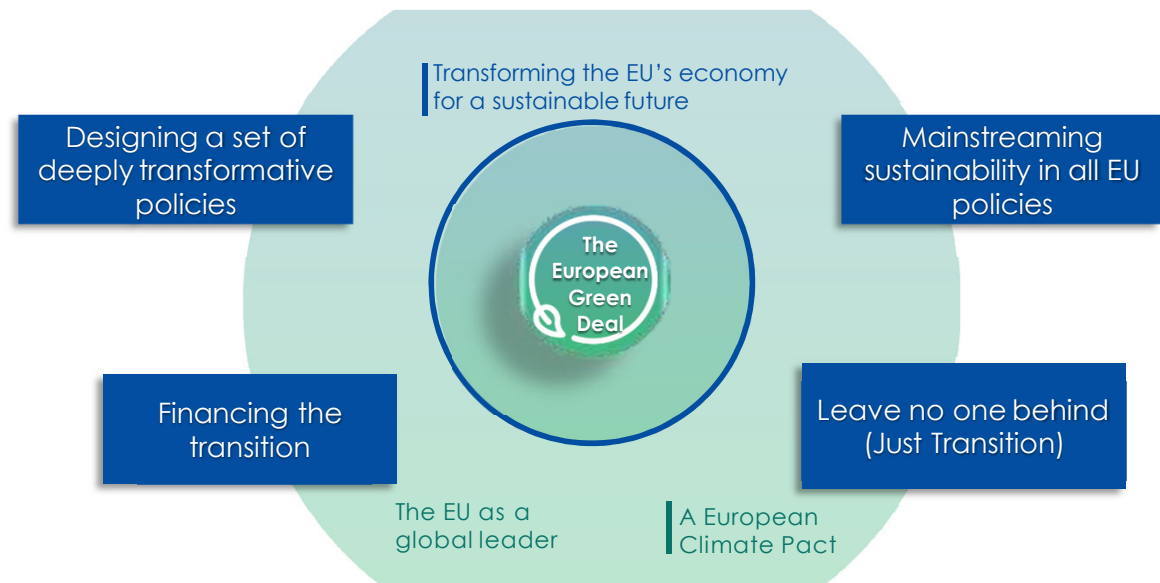 Transforming the EU's economy
for a sustainable future
Designing a set of
deeply transformative
policies
Mainstreaming
sustainability in all EU
policies
The
European
Green
Deal
Financing the
transition
Leave no one behind
(Just Transition)
The EU as a
global leader
A European
Climate Pact